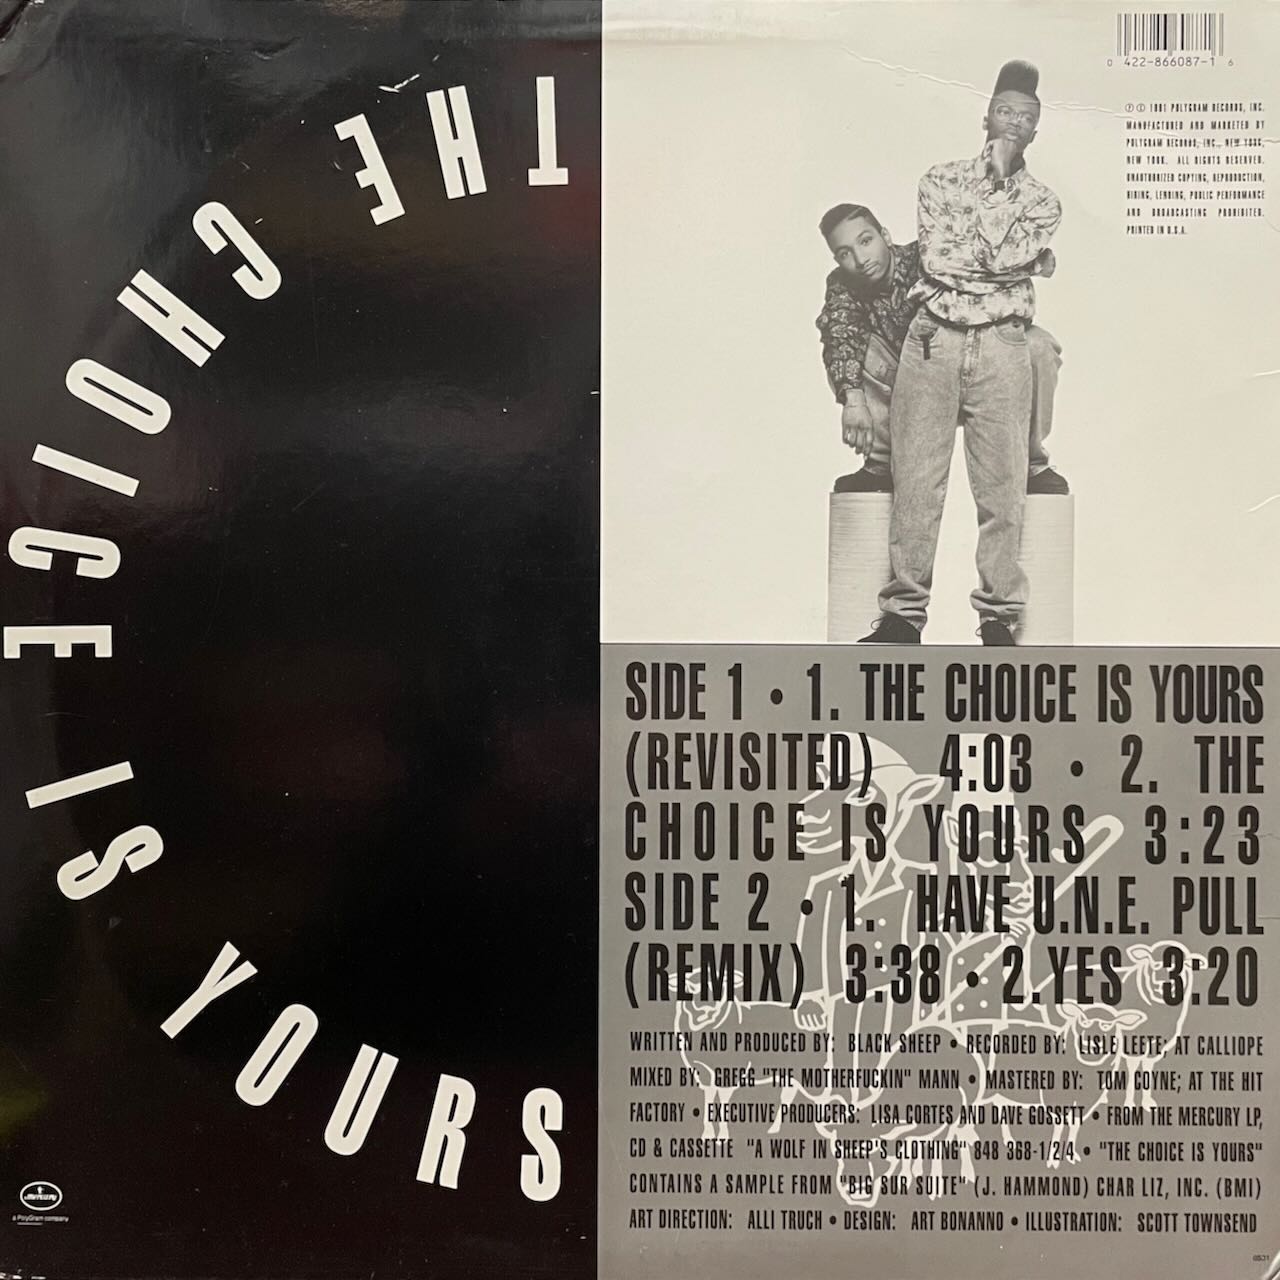 THE CHOICE IS YOURS
mercury
a PolyGram company
0 422-866087-1 6
Ⓟ © 1991 POLYGRAM RECORDS, INC.
MANUFACTURED AND MARKETED BY
POLYGRAM RECORDS, INC., NEW YORK,
NEW YORK. ALL RIGHTS RESERVED.
UNAUTHORIZED COPYING, REPRODUCTION,
HIRING, LENDING, PUBLIC PERFORMANCE
AND BROADCASTING PROHIBITED.
PRINTED IN U.S.A.
SIDE 1 • 1. THE CHOICE IS YOURS
(REVISITED) 4:03 • 2. THE
CHOICE IS YOURS 3:23
SIDE 2 • 1. HAVE U.N.E. PULL
(REMIX) 3:38 • 2.YES 3:20
WRITTEN AND PRODUCED BY: BLACK SHEEP • RECORDED BY: LISLE LEETE; AT CALLIOPE
MIXED BY: GREGG "THE MOTHERFUCKIN" MANN • MASTERED BY: TOM COYNE; AT THE HIT
FACTORY • EXECUTIVE PRODUCERS: LISA CORTES AND DAVE GOSSETT • FROM THE MERCURY LP,
CD & CASSETTE "A WOLF IN SHEEP'S CLOTHING" 848 368-1/2/4 • "THE CHOICE IS YOURS"
CONTAINS A SAMPLE FROM "BIG SUR SUITE" (J. HAMMOND) CHAR LIZ, INC. (BMI)
ART DIRECTION: ALLI TRUCH • DESIGN: ART BONANNO • ILLUSTRATION: SCOTT TOWNSEND
0531